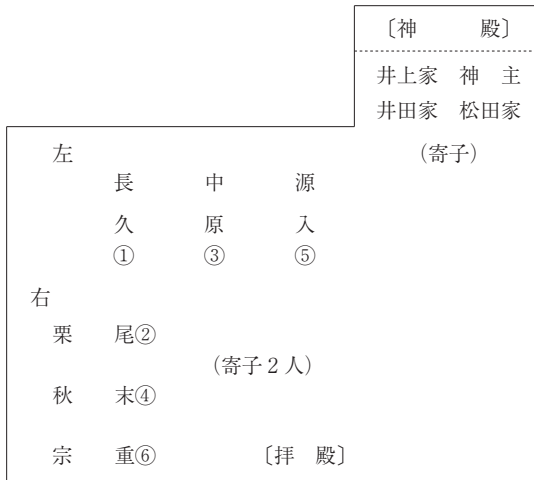 〔神　　殿〕
井上家　神　主
井田家　松田家
左　　　（寄子）
長　　中　　源
久　　原　　入
①　　③　　⑤
右
栗　　尾②
（寄子２人）
秋　　末④
宗　　重⑥　　〔拝　殿〕